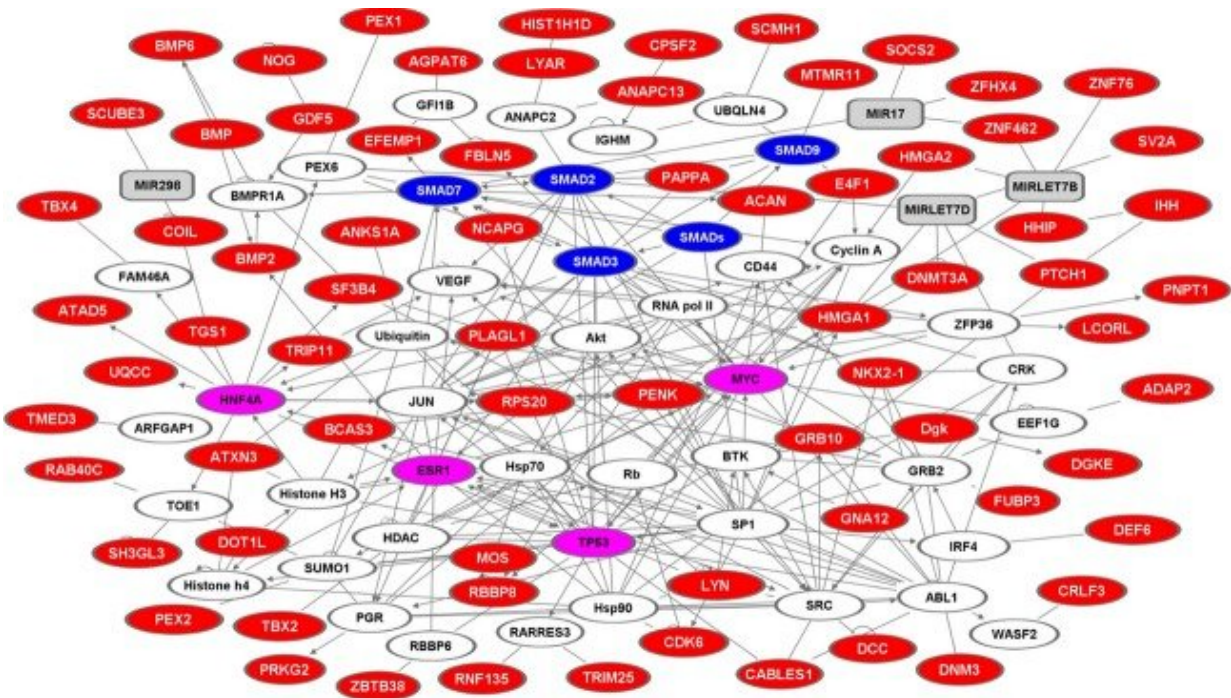 PEX1
BMP6
HIST1H1D
SCMH1
NOG
AGPAT6
LYAR
CPSF2
SOCS2
MTMR11
ZFHX4
ZNF76
SCUBE3
GDF5
GFI1B
ANAPC13
MIR17
BMP
EFEMP1
ANAPC2
IGHM
UBQLN4
ZNF462
SV2A
FBLN5
SMAD9
HMGA2
PEX6
PAPPA
E4F1
MIR298
BMPR1A
SMAD7
SMAD2
MIRLET7B
TBX4
ACAN
MIRLET7D
IHH
COIL
ANKS1A
NCAPG
SMADs
HHIP
BMP2
SMAD3
CD44
Cyclin A
FAM46A
VEGF
DNMT3A
PTCH1
SF3B4
PNPT1
ATAD5
RNA pol II
TGS1
Ubiquitin
PLAGL1
Akt
HMGA1
ZFP36
LCORL
TRIP11
UQCC
MYC
NKX2-1
CRK
HNF4A
JUN
RPS20
PENK
ADAP2
TMED3
ARFGAP1
BCAS3
GRB10
Dgk
EEF1G
ATXN3
RAB40C
ESR1
Hsp70
Rb
BTK
GRB2
DGKE
Histone H3
TOE1
FUBP3
SP1
GNA12
DEF6
SH3GL3
DOT1L
HDAC
TP53
IRF4
SUMO1
MOS
Histone h4
RBBP8
LYN
CRLF3
PEX2
TBX2
PGR
Hsp90
SRC
ABL1
RBBP6
RARRES3
CDK6
WASF2
PRKG2
DCC
ZBTB38
RNF135
TRIM25
CABLES1
DNM3